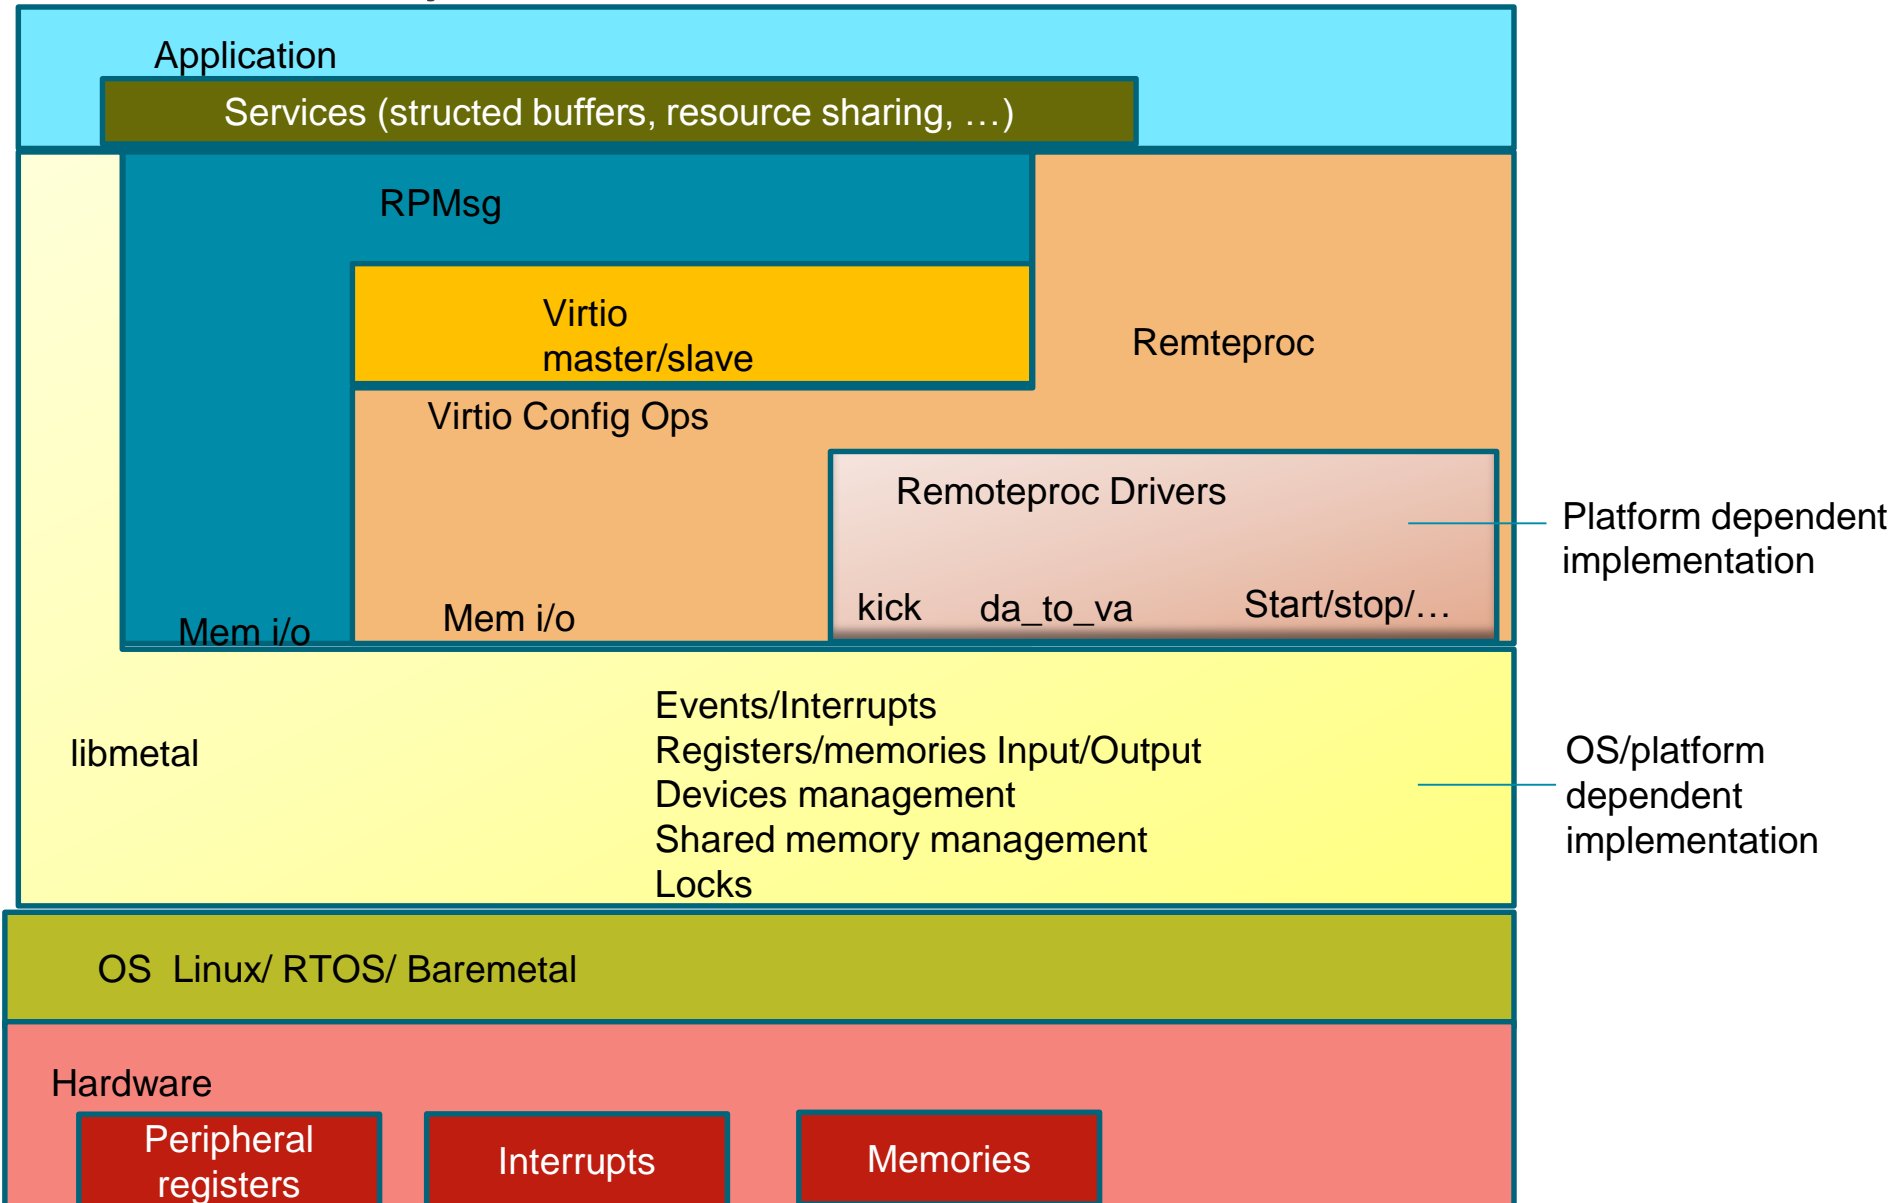 Application
Services (structed buffers, resource sharing, …)
RPMsg
Virtio
master/slave
Remteproc
Virtio Config Ops
Remoteproc Drivers
Platform dependent
implementation
kick da_to_va Start/stop/…
Mem i/o
Mem i/o
Events/Interrupts
Registers/memories Input/Output
Devices management
Shared memory management
Locks
libmetal
OS/platform
dependent
implementation
OS Linux/ RTOS/ Baremetal
Hardware
Peripheral
registers
Interrupts
Memories